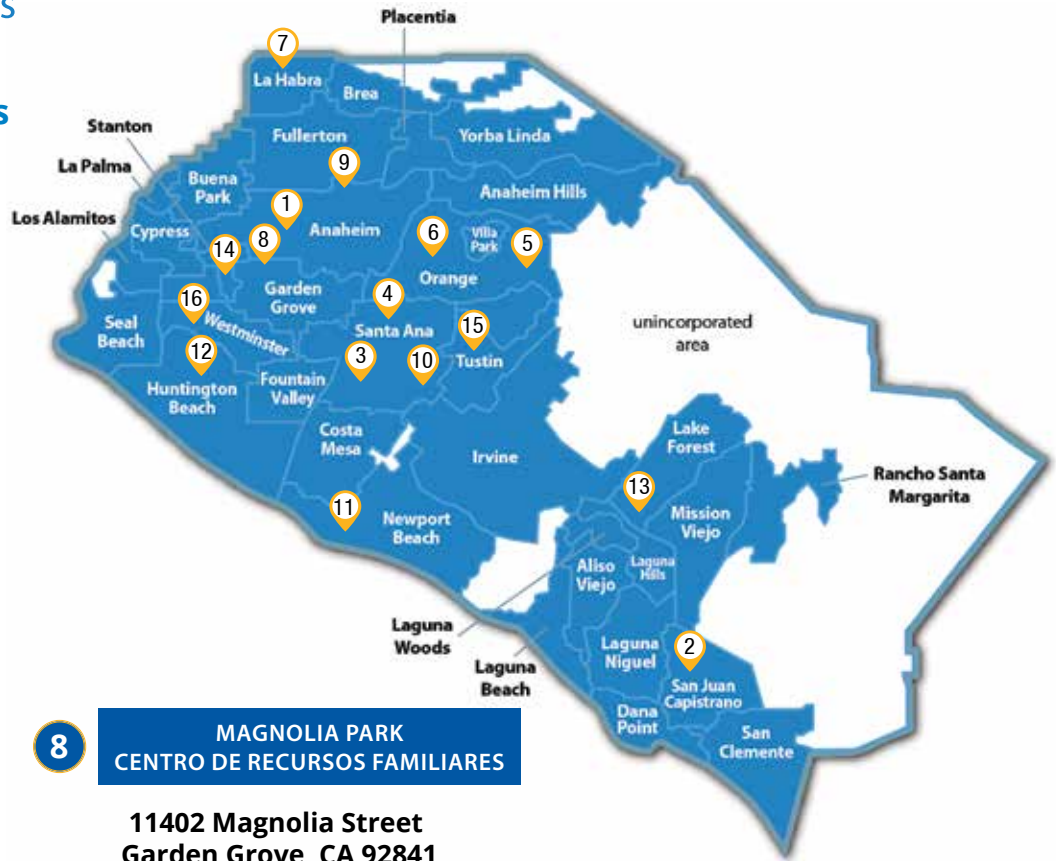 S
s
Placentia
7
La Habra
Brea
Stanton
Fullerton
Yorba Linda
La Palma
9
Buena
Park
Anaheim Hills
1
Los Alamitos
Cypress
Anaheim
6
Villa
Park
5
8
14
Orange
Garden
Grove
4
16
Seal
Beach
Westminster
Santa Ana
15
unincorporated
area
12
3
10
Tustin
Huntington
Beach
Fountain
Valley
Costa
Mesa
Irvine
Lake
Forest
Rancho Santa
Margarita
13
11
Newport
Beach
Mission
Viejo
Aliso
Viejo
Laguna
Hills
Laguna
Woods
Laguna
Beach
Laguna
Niguel
2
San Juan
Capistrano
Dana
Point
San
Clemente
8
MAGNOLIA PARK
CENTRO DE RECURSOS FAMILIARES
11402 Magnolia Street
Garden Grove, CA 92841